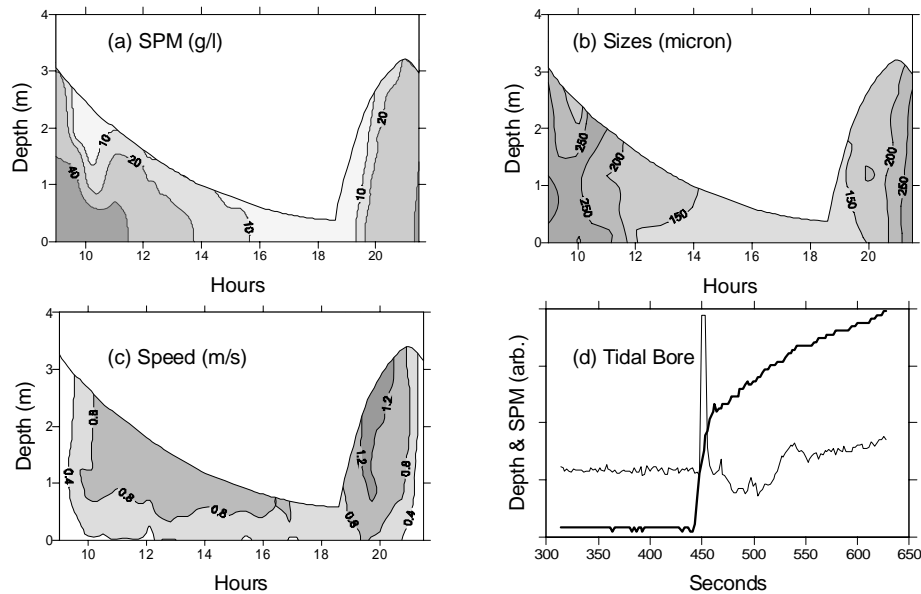 4
3
2
1
0
Depth (m)
(a) SPM (g/l)
10
20
40
10
20
10
10 12 14 16 18 20
Hours
4
3
2
1
0
Depth (m)
(b) Sizes (micron)
250
200
250
150
200
150
250
10 12 14 16 18 20
Hours
4
3
2
1
0
Depth (m)
(c) Speed (m/s)
0.8
0.4
0.8
0.8
1.2
1.2
0.8
0.4
10 12 14 16 18 20
Hours
Depth & SPM (arb.)
(d) Tidal Bore
300 350 400 450 500 550 600 650
Seconds